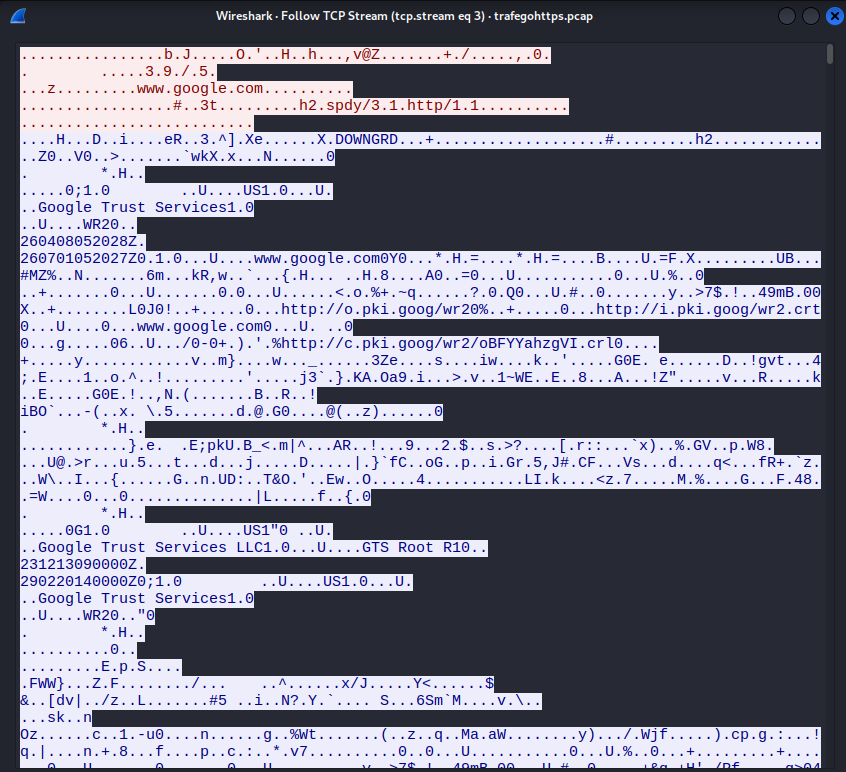 Wireshark · Follow TCP Stream (tcp.stream eq 3) · trafegohttps.pcap
................b.J.....O.'..H..h...,v@Z.......+./.....,.0.
.        .....3.9./.5.
...z.........www.google.com..........
.................#..3t.........h2.spdy/3.1.http/1.1..........
..........................
....H...D..i....eR..3.^].Xe......X.DOWNGRD...+...................#.........h2............
..Z0..V0..>.......`wkX.x...N......0
.        *.H..
.....0;1.0        ..U....US1.0...U.
..Google Trust Services1.0
..U....WR20..
260408052028Z.
260701052027Z0.1.0...U....www.google.com0Y0...*.H.=....*.H.=....B....U.=F.X.........UB...
#MZ%..N.......6m...kR,w..`...{.H... ..H.8....A0..=0...U...........0...U.%..0
..+.......0...U.......0.0...U......<.o.%+.~q......?.0.Q0...U.#..0.......y..>7$.!..49mB.00
X..+........L0J0!..+.....0...http://o.pki.goog/wr20%..+.....0...http://i.pki.goog/wr2.crt
0...U....0...www.google.com0...U. ..0
0...g.....06..U.../0-0+.).'.%http://c.pki.goog/wr2/oBFYYahzgVI.crl0....
+.....y............v..m}....w..._......3Ze....s....iw....k..'.....G0E. e......D..!gvt...4
;.E....1..o.^..!.........'.....j3`.}.KA.Oa9.i...>.v..1~WE..E..8...A...!Z".....v...R.....k
..E.....G0E.!..,N.(.......B..R..!
iBO`...-(..x. \.5.......d.@.G0....@(..z)......0
.        *.H..
............}.e.  .E;pkU.B_<.m|^...AR..!...9...2.$..s.>?....[.r::...`x)..%.GV..p.W8.
...U@.>r...u.5...t...d...j.....D.....|.}`fC..oG..p..i.Gr.5,J#.CF...Vs...d....q<...fR+.`z.
..W\..I...{......G..n.UD:..T&O.'..Ew..O.....4...........LI.k....<z.7.....M.%....G...F.48.
.=W....0...0..............|L.....f..{.0
.        *.H..
.....0G1.0        ..U....US1"0 ..U.
..Google Trust Services LLC1.0...U....GTS Root R10..
231213090000Z.
290220140000Z0;1.0        ..U....US1.0...U.
..Google Trust Services1.0
..U....WR20.."0
.        *.H..
..........0..
.........E.p.S....
.FWW}...Z.F......../...    ..^......x/J.....Y<......$
&..[dv|../z..L.......#5 ..i..N?.Y.`.... S...6Sm`M....v.\..
...sk..n
Oz......c..1.-u0....n......g..%Wt.......(..z..q..Ma.aW........y).../.Wjf.....).cp.g.:...!
q.|....n.+.8...f....p..c.:..*.v7..........0..0...U...........0...U.%..0...+..........+....